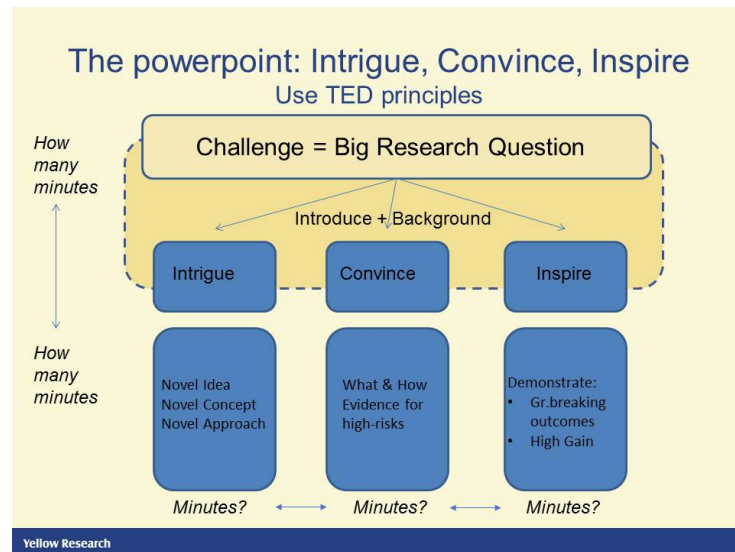 The powerpoint: Intrigue, Convince, Inspire
Use TED principles
How
many
minutes
Challenge = Big Research Question
Introduce + Background
Intrigue
Convince
Inspire
How
many
minutes
Novel Idea
Novel Concept
Novel Approach
What & How
Evidence for
high-risks
Demonstrate:
• Gr.breaking
outcomes
• High Gain
Minutes?
Minutes?
Minutes?
Yellow Research